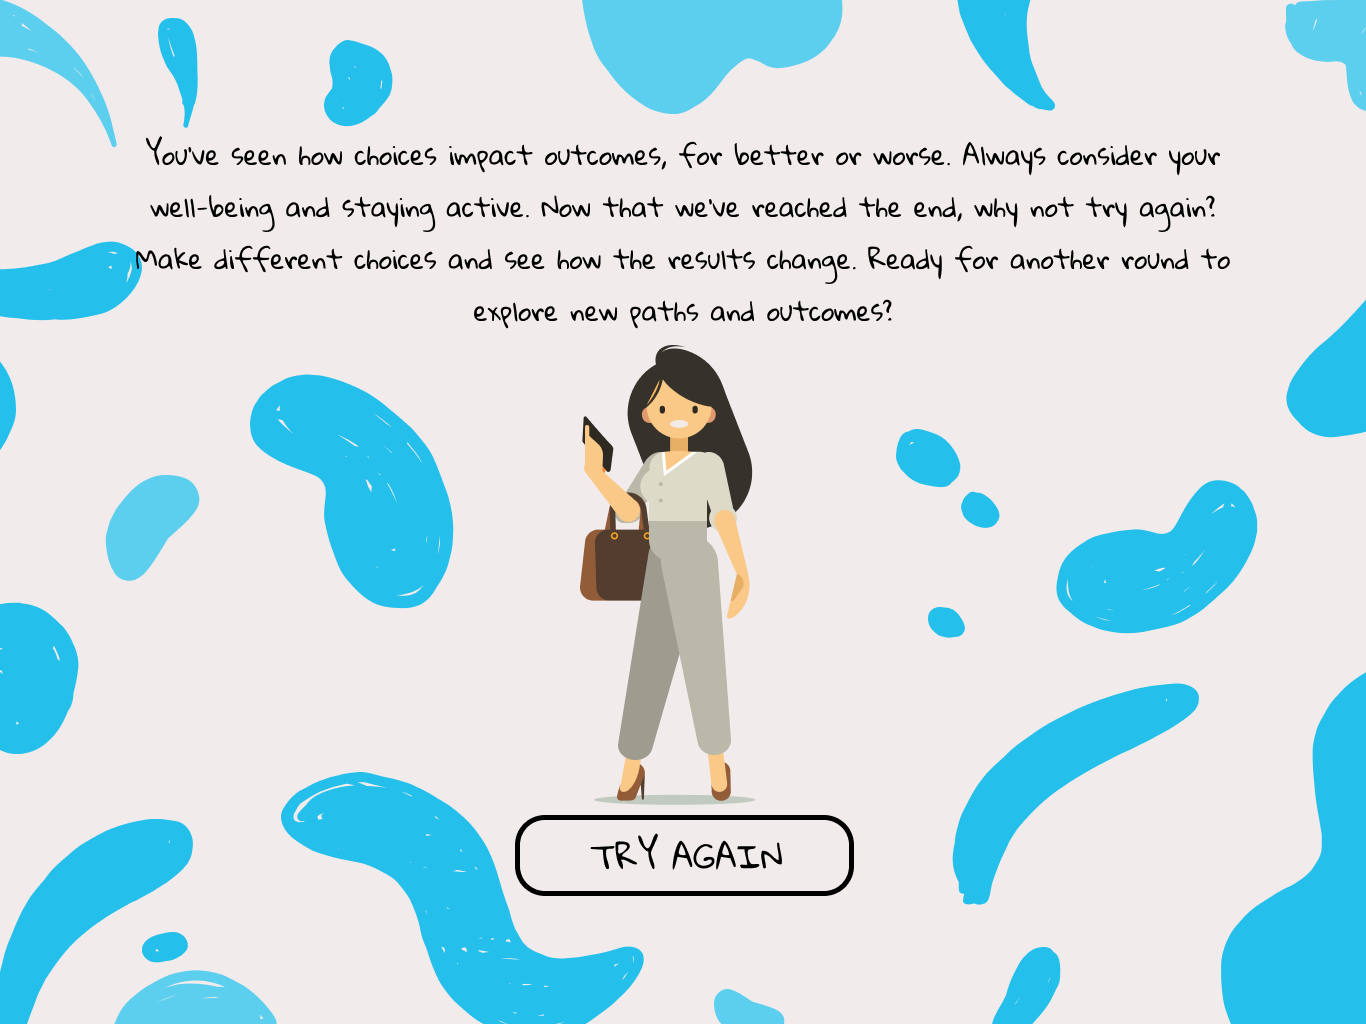 You've seen how choices impact outcomes, for better or worse. Always consider your
well-being and staying active. Now that we've reached the end, why not try again?
Make different choices and see how the results change. Ready for another round to
explore new paths and outcomes?
TRY AGAIN